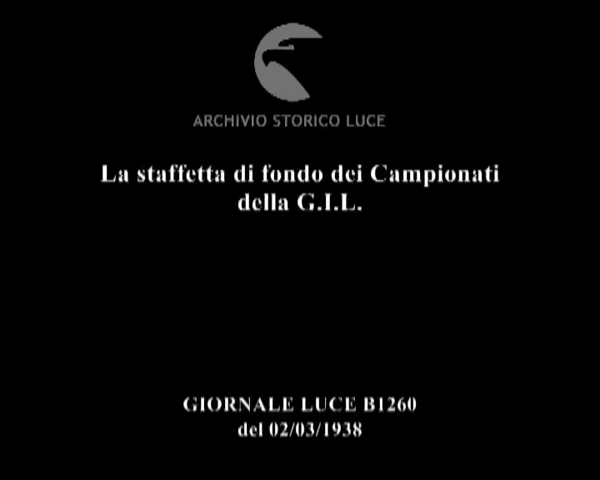 ARCHIVIO STORICO LUCE
La staffetta di fondo dei Campionati
della G.I.L.
GIORNALE LUCE B1260
del 02/03/1938